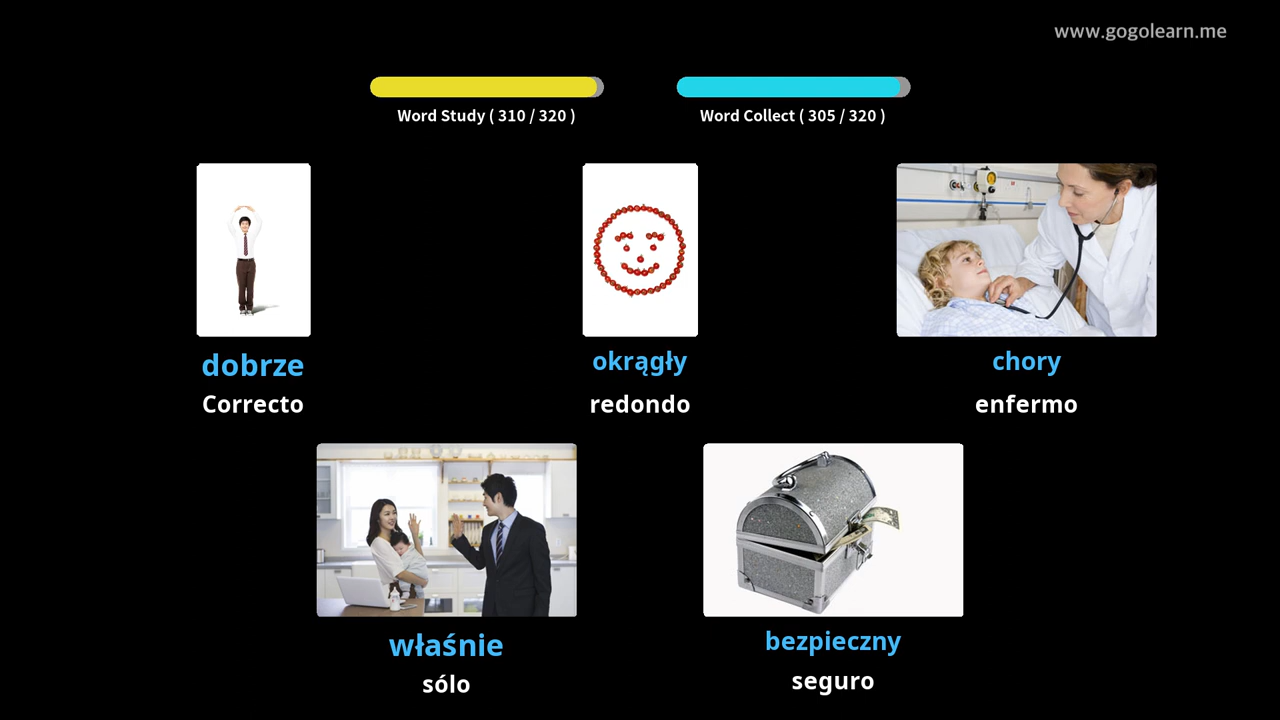 www.gogolearn.me
Word Study ( 310 / 320 )
Word Collect ( 305 / 320 )
dobrze
Correcto
okrągły
redondo
chory
enfermo
właśnie
sólo
bezpieczny
seguro